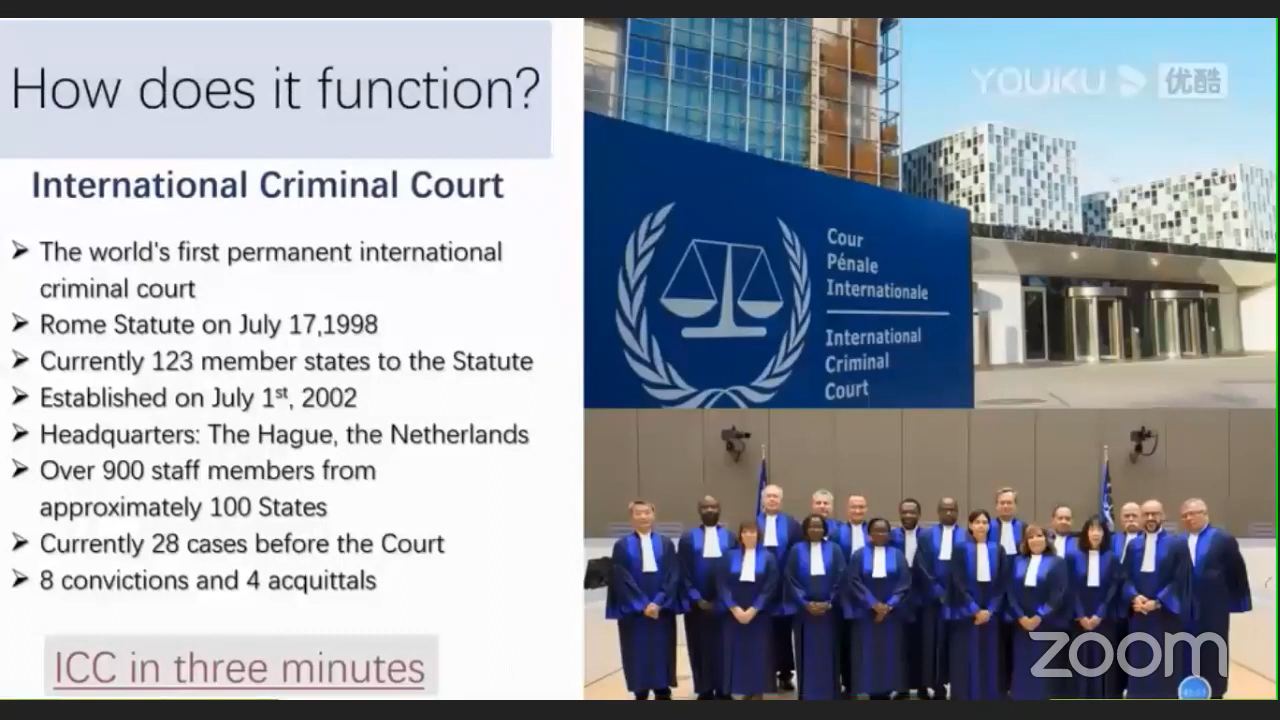 How does it function?
International Criminal Court
➢ The world's first permanent international
criminal court
➢ Rome Statute on July 17,1998
➢ Currently 123 member states to the Statute
➢ Established on July 1st, 2002
➢ Headquarters: The Hague, the Netherlands
➢ Over 900 staff members from
approximately 100 States
➢ Currently 28 cases before the Court
➢ 8 convictions and 4 acquittals
ICC in three minutes
YOUKU 优酷
Cour
Pénale
Internationale
International
Criminal
Court
zoom